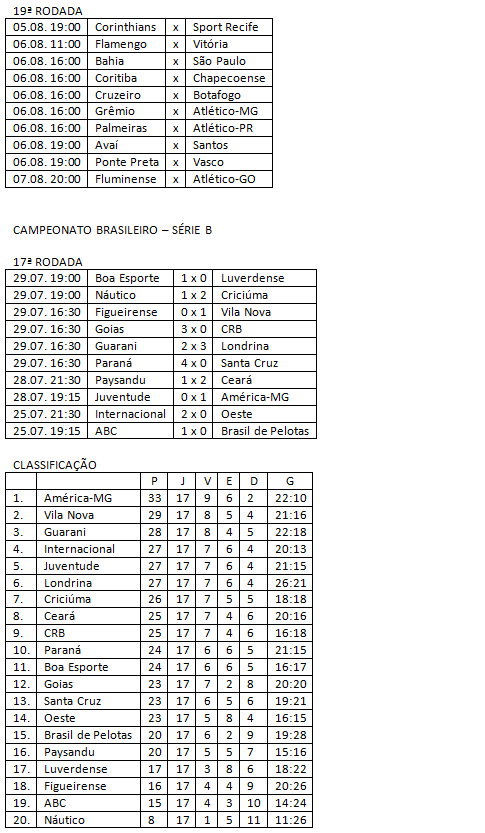 19ª RODADA
05.08. 19:00 Corinthians x Sport Recife
06.08. 11:00 Flamengo x Vitória
06.08. 16:00 Bahia x São Paulo
06.08. 16:00 Coritiba x Chapecoense
06.08. 16:00 Cruzeiro x Botafogo
06.08. 16:00 Grêmio x Atlético-MG
06.08. 16:00 Palmeiras x Atlético-PR
06.08. 19:00 Avaí x Santos
06.08. 19:00 Ponte Preta x Vasco
07.08. 20:00 Fluminense x Atlético-GO
CAMPEONATO BRASILEIRO – SÉRIE B
17ª RODADA
29.07. 19:00 Boa Esporte 1 x 0 Luverdense
29.07. 19:00 Náutico 1 x 2 Criciúma
29.07. 16:30 Figueirense 0 x 1 Vila Nova
29.07. 16:30 Goias 3 x 0 CRB
29.07. 16:30 Guarani 2 x 3 Londrina
29.07. 16:30 Paraná 4 x 0 Santa Cruz
28.07. 21:30 Paysandu 1 x 2 Ceará
28.07. 19:15 Juventude 0 x 1 América-MG
25.07. 21:30 Internacional 2 x 0 Oeste
25.07. 19:15 ABC 1 x 0 Brasil de Pelotas
CLASSIFICAÇÃO
P J V E D G
1. América-MG 33 17 9 6 2 22:10
2. Vila Nova 29 17 8 5 4 21:16
3. Guarani 28 17 8 4 5 22:18
4. Internacional 27 17 7 6 4 20:13
5. Juventude 27 17 7 6 4 21:15
6. Londrina 27 17 7 6 4 26:21
7. Criciúma 26 17 7 5 5 18:18
8. Ceará 25 17 7 4 6 20:16
9. CRB 25 17 7 4 6 16:18
10. Paraná 24 17 6 6 5 21:15
11. Boa Esporte 24 17 6 6 5 16:17
12. Goias 23 17 7 2 8 20:20
13. Santa Cruz 23 17 6 5 6 19:21
14. Oeste 23 17 5 8 4 16:15
15. Brasil de Pelotas 20 17 6 2 9 19:28
16. Paysandu 20 17 5 5 7 15:16
17. Luverdense 17 17 3 8 6 18:22
18. Figueirense 16 17 4 4 9 20:26
19. ABC 15 17 4 3 10 14:24
20. Náutico 8 17 1 5 11 11:26